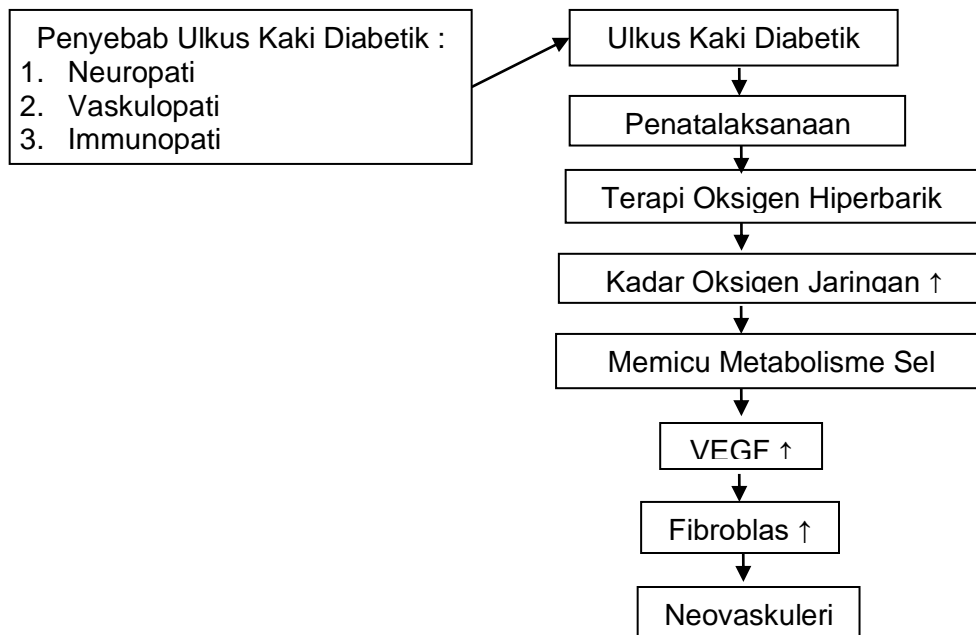 Penyebab Ulkus Kaki Diabetik :
1. Neuropati
2. Vaskulopati
3. Immunopati
Ulkus Kaki Diabetik
Penatalaksanaan
Terapi Oksigen Hiperbarik
Kadar Oksigen Jaringan ↑
Memicu Metabolisme Sel
VEGF ↑
Fibroblas ↑
Neovaskuleri